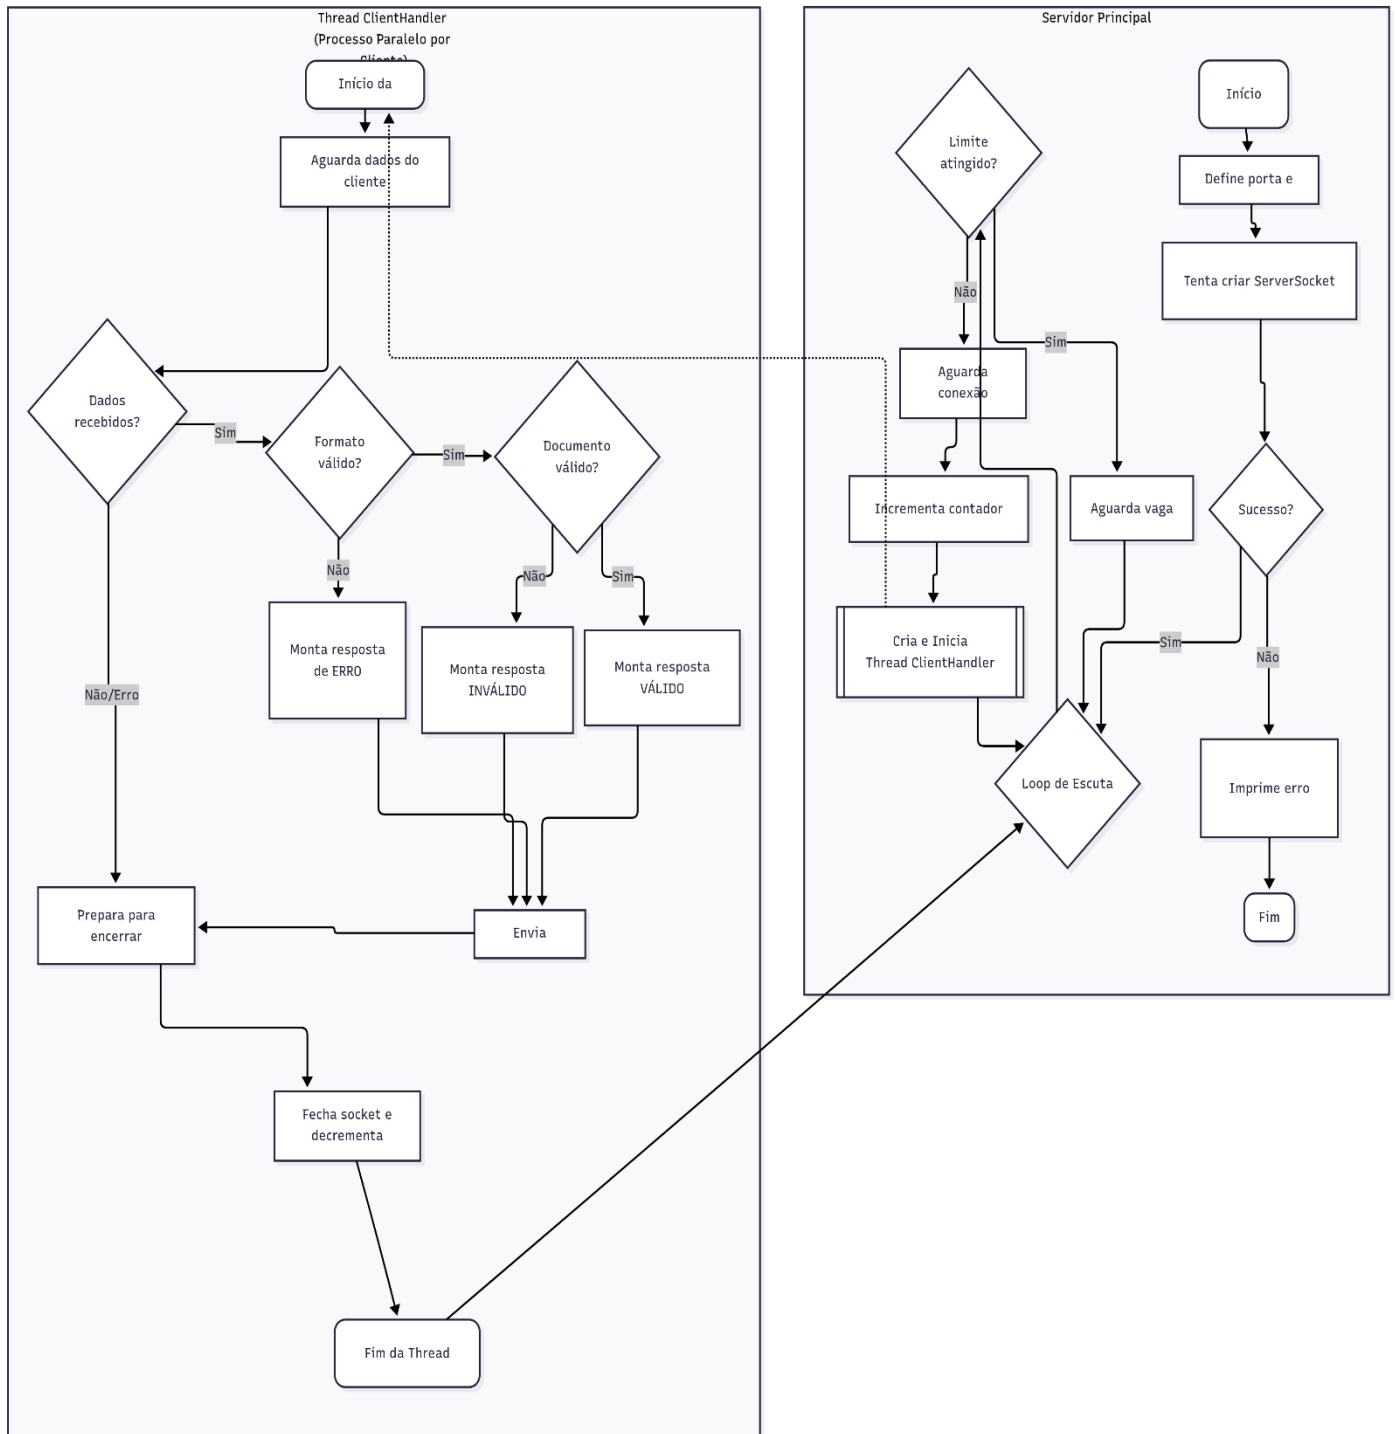 Thread ClientHandler
(Processo Paralelo por
Cliente)
Início da
Aguarda dados do
cliente
Dados
recebidos?
Sim
Formato
válido?
Sim
Documento
válido?
Não
Não
Sim
Monta resposta
de ERRO
Monta resposta
INVÁLIDO
Monta resposta
VÁLIDO
Não/Erro
Prepara para
encerrar
Envia
Fecha socket e
decrementa
Fim da Thread
Servidor Principal
Limite
atingido?
Início
Define porta e
Tenta criar ServerSocket
Não
Sim
Aguarda
conexão
Incrementa contador
Aguarda vaga
Sucesso?
Cria e Inicia
Thread ClientHandler
Sim
Não
Loop de Escuta
Imprime erro
Fim